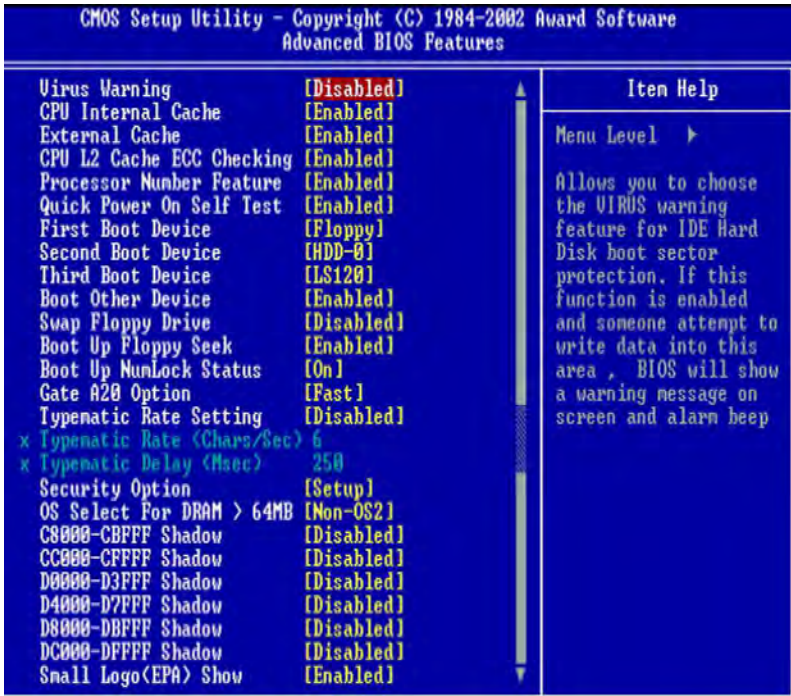 CMOS Setup Utility - Copyright (C) 1984-2002 Award Software
Advanced BIOS Features
Virus Warning [Disabled]
CPU Internal Cache [Enabled]
External Cache [Enabled]
CPU L2 Cache ECC Checking [Enabled]
Processor Number Feature [Enabled]
Quick Power On Self Test [Enabled]
First Boot Device [Floppy]
Second Boot Device [HDD-0]
Third Boot Device [LS120]
Boot Other Device [Enabled]
Swap Floppy Drive [Disabled]
Boot Up Floppy Seek [Enabled]
Boot Up NumLock Status [On]
Gate A20 Option [Fast]
Typematic Rate Setting [Disabled]
x Typematic Rate (Chars/Sec) 6
x Typematic Delay (Msec) 250
Security Option [Setup]
OS Select For DRAM > 64MB [Non-OS2]
C8000-CBFFF Shadow [Disabled]
CC000-CFFFF Shadow [Disabled]
D0000-D3FFF Shadow [Disabled]
D4000-D7FFF Shadow [Disabled]
D8000-DBFFF Shadow [Disabled]
DC000-DFFFF Shadow [Disabled]
Small Logo(EPA) Show [Enabled]
Item Help
Menu Level
Allows you to choose
the VIRUS warning
feature for IDE Hard
Disk boot sector
protection. If this
function is enabled
and someone attempt to
write data into this
area , BIOS will show
a warning message on
screen and alarm beep